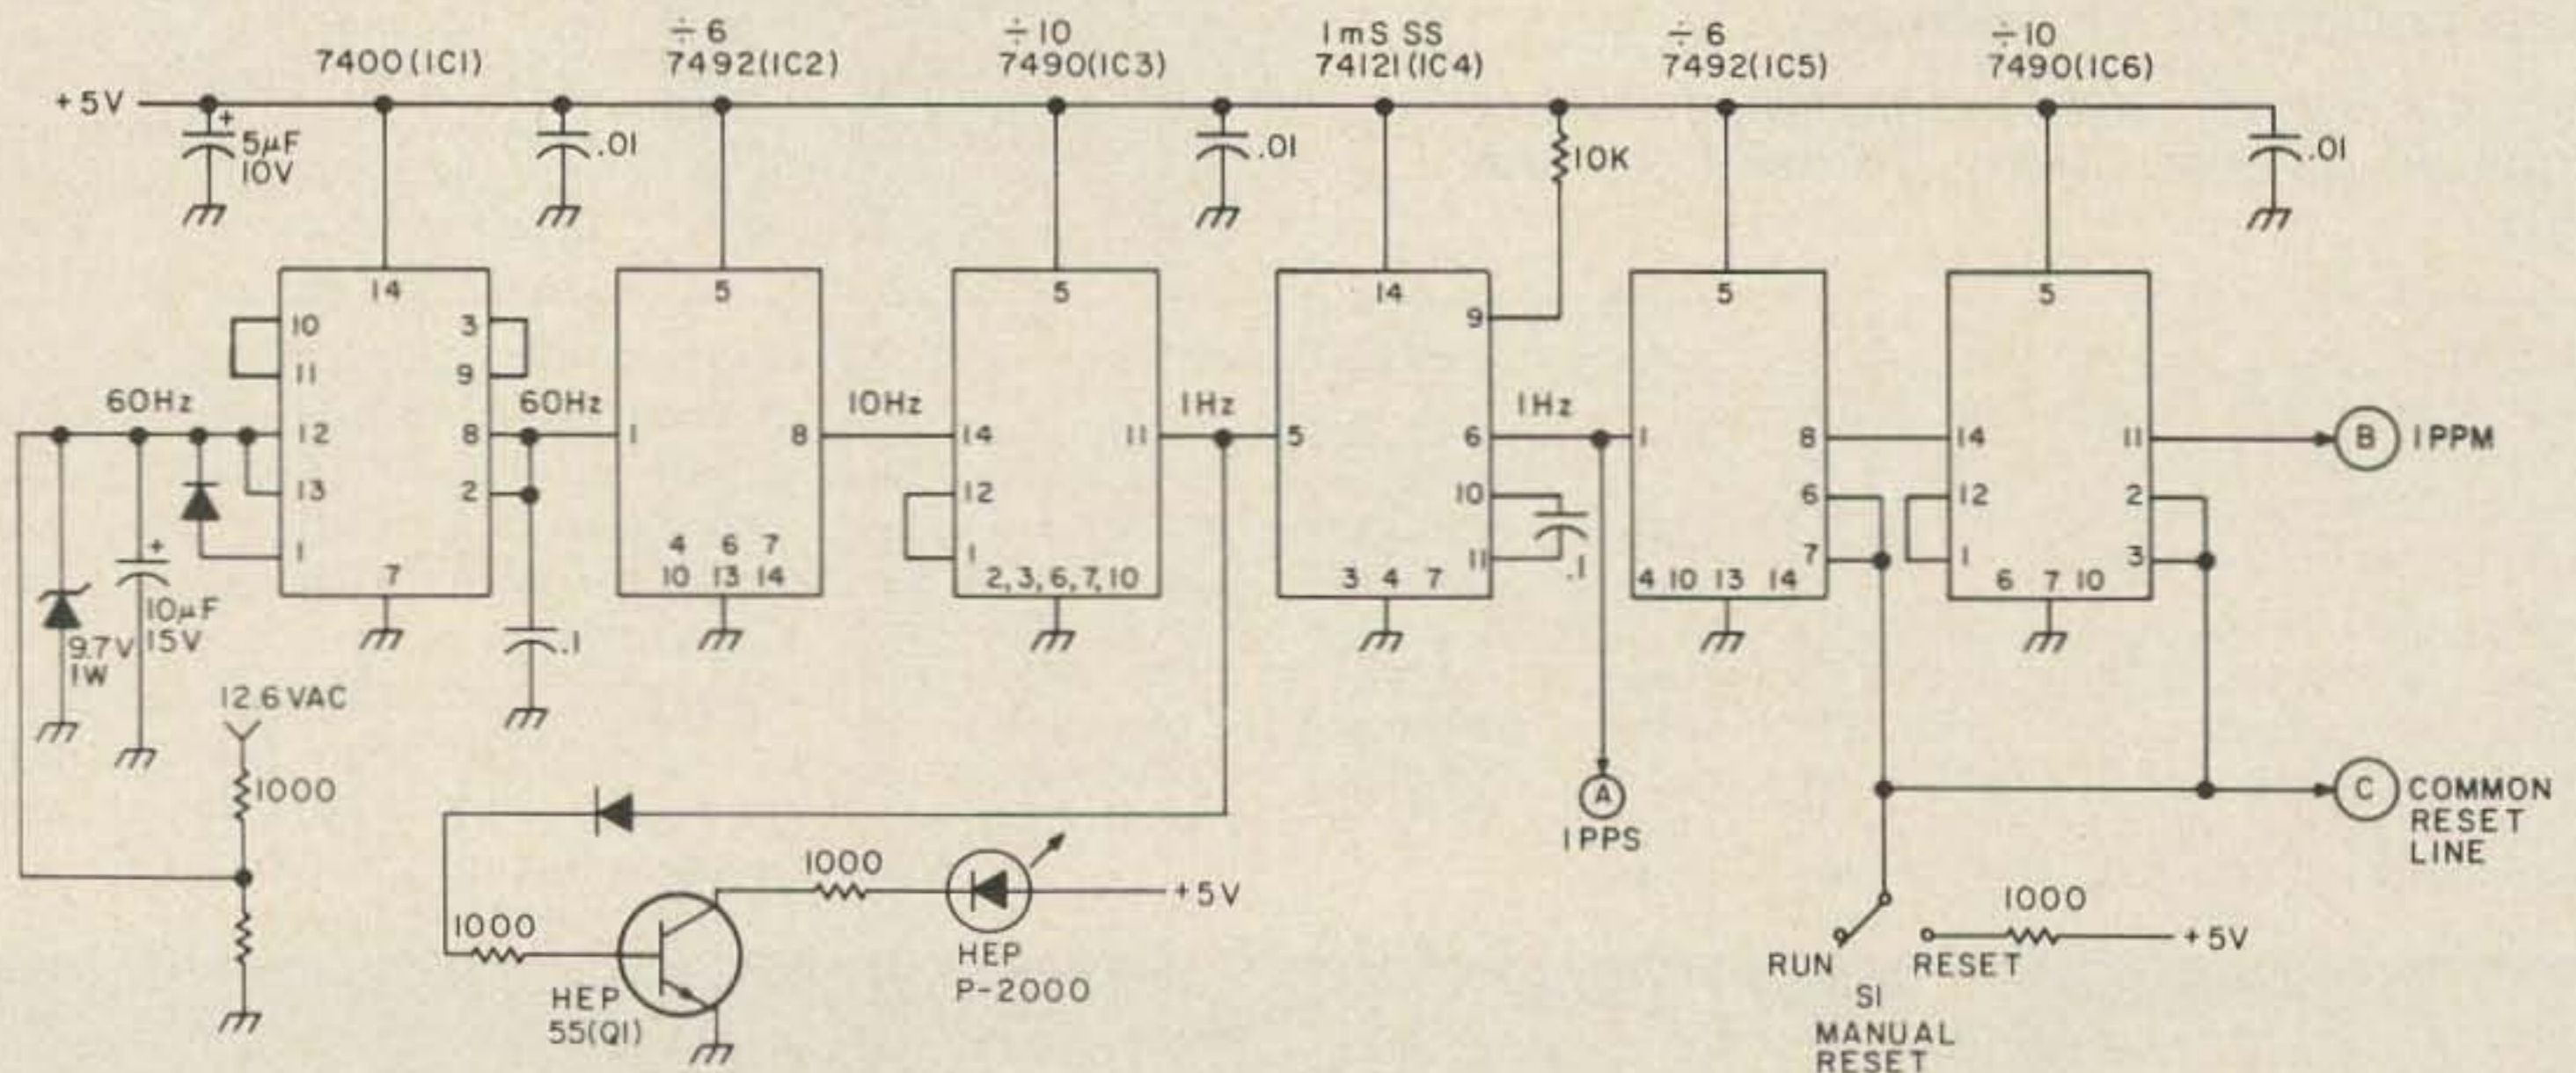 ÷6
÷10
1mS SS
÷6
÷10
7400(IC1)
7492(IC2)
7490(IC3)
74121(IC4)
7492(IC5)
7490(IC6)
+5V
+
5µF
10V
.01
.01
10K
.01
14
5
5
14
5
5
10
3
9
11
9
60Hz
12
8
60Hz
1
8
10Hz
14
11
1Hz
5
6
1Hz
1
8
14
11
B
1PPM
13
2
12
10
6
12
2
1
4 6 7
1
11
.1
7
1
3
7
10 13 14
2,3,6,7,10
3 4 7
4 10 13 14
6 7 10
+
10µF
15V
9.7V
1W
.1
12.6 VAC
1000
A
1PPS
C
COMMON
RESET
LINE
1000
+5V
1000
HEP
55(Q1)
HEP
P-2000
1000
+5V
RUN
RESET
S1
MANUAL
RESET